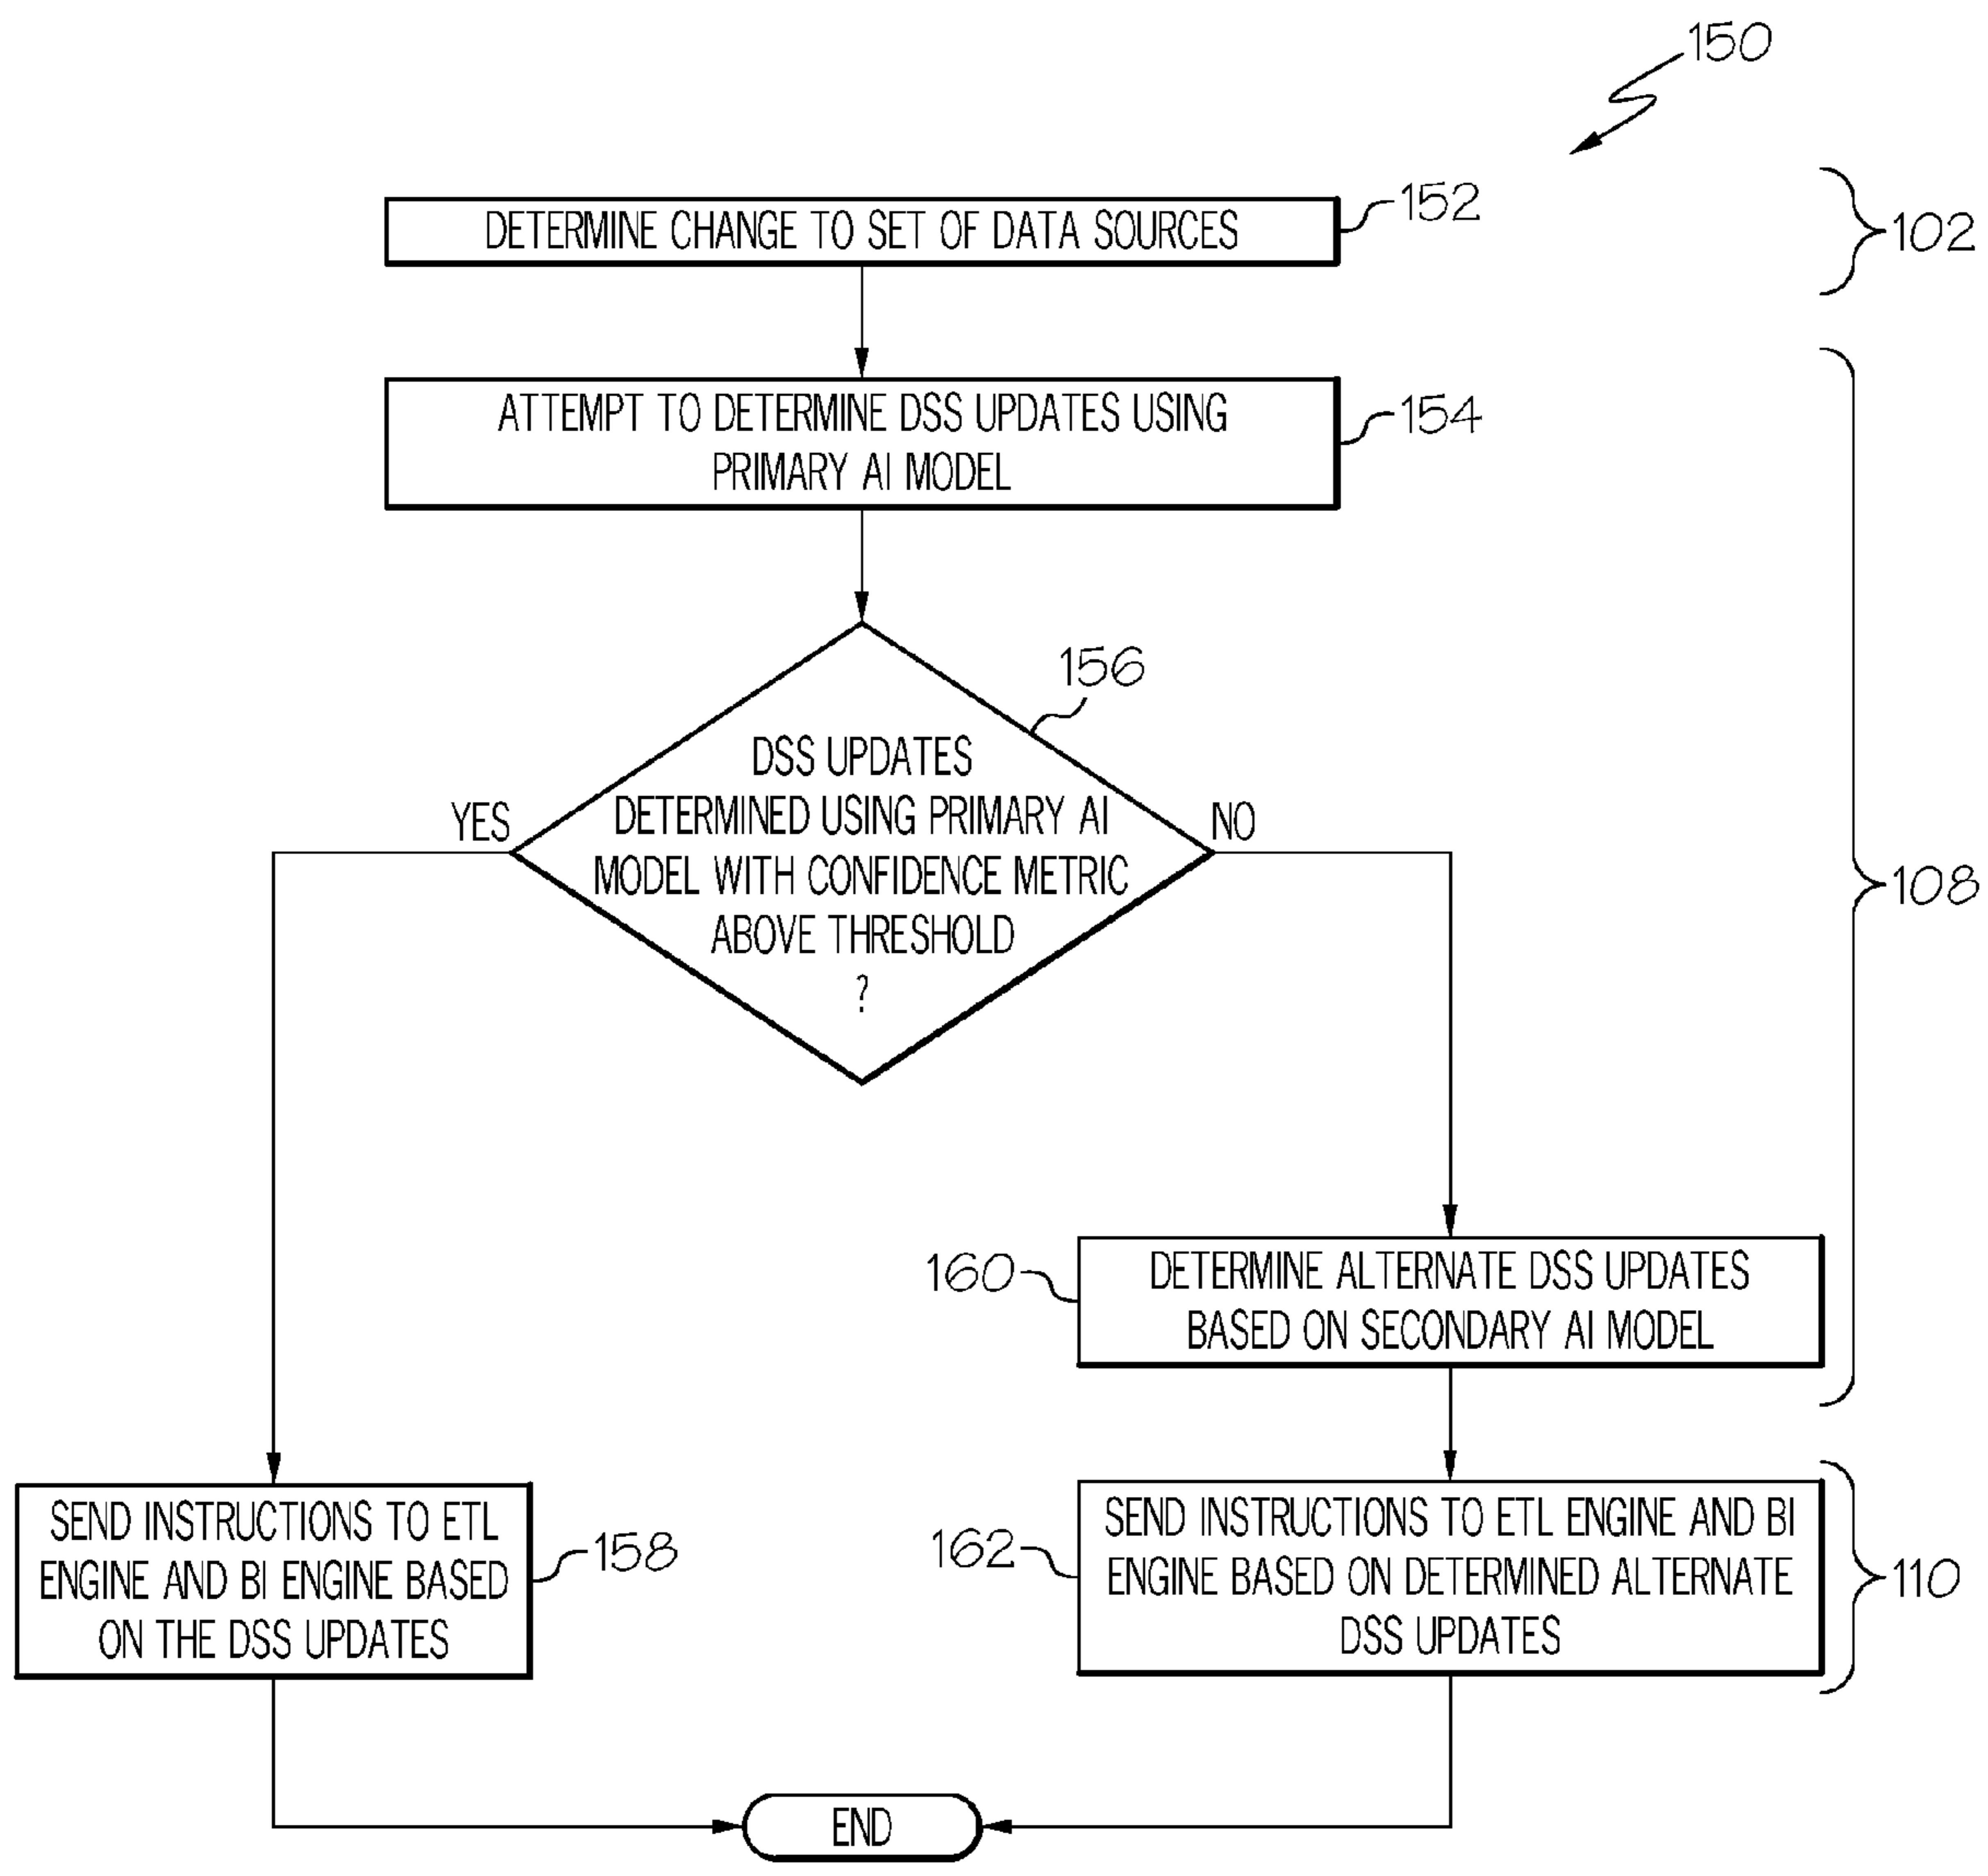 150
DETERMINE CHANGE TO SET OF DATA SOURCES
152
102
ATTEMPT TO DETERMINE DSS UPDATES USING
PRIMARY AI MODEL
154
156
DSS UPDATES
DETERMINED USING PRIMARY AI
MODEL WITH CONFIDENCE METRIC
ABOVE THRESHOLD
?
YES
NO
108
160
DETERMINE ALTERNATE DSS UPDATES
BASED ON SECONDARY AI MODEL
SEND INSTRUCTIONS TO ETL
ENGINE AND BI ENGINE BASED
ON THE DSS UPDATES
158
162
SEND INSTRUCTIONS TO ETL ENGINE AND BI
ENGINE BASED ON DETERMINED ALTERNATE
DSS UPDATES
110
END